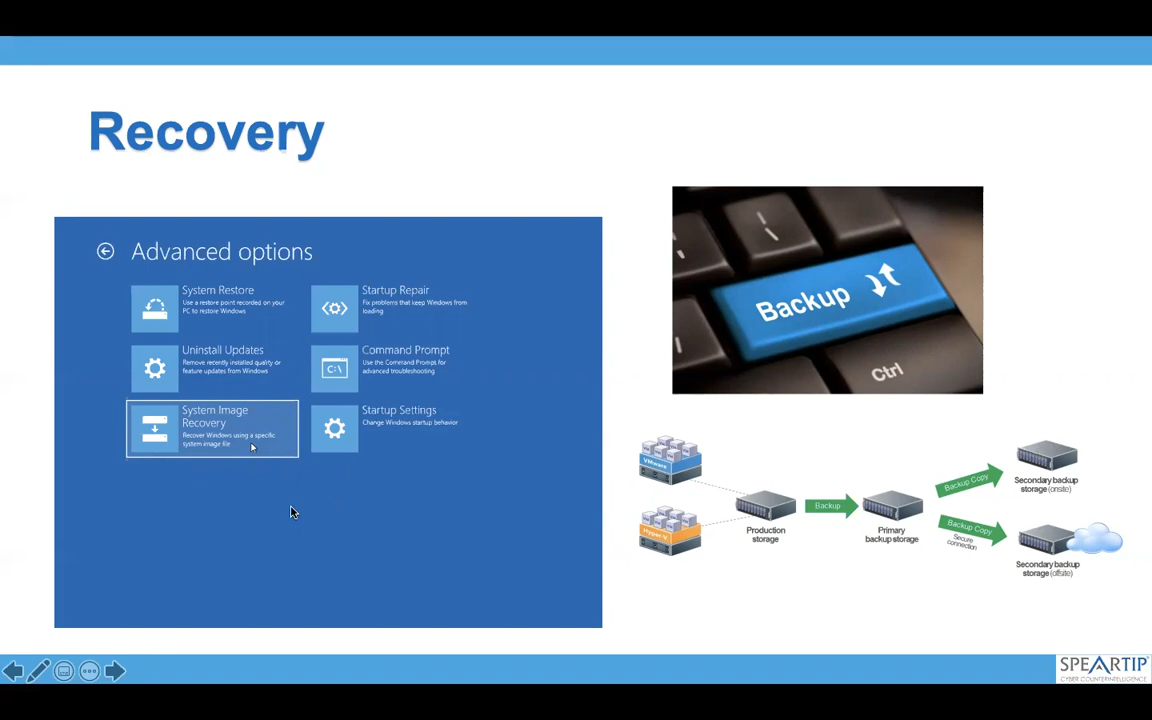 Recovery
Advanced options
System Restore
Use a restore point recorded on your
PC to restore Windows
Startup Repair
Fix problems that keep Windows from
loading
Uninstall Updates
Remove recently installed quality or
feature updates from Windows
Command Prompt
Use the Command Prompt for
advanced troubleshooting
C:\
System Image
Recovery
Recover Windows using a specific
system image file
Startup Settings
Change Windows startup behavior
Backup
Ctrl
VMware
Hyper-V
Production
storage
Backup
Primary
backup storage
Backup Copy
Secondary backup
storage (onsite)
Backup Copy
Secure
connection
Secondary backup
storage (offsite)
SPEARTIP
CYBER COUNTERINTELLIGENCE